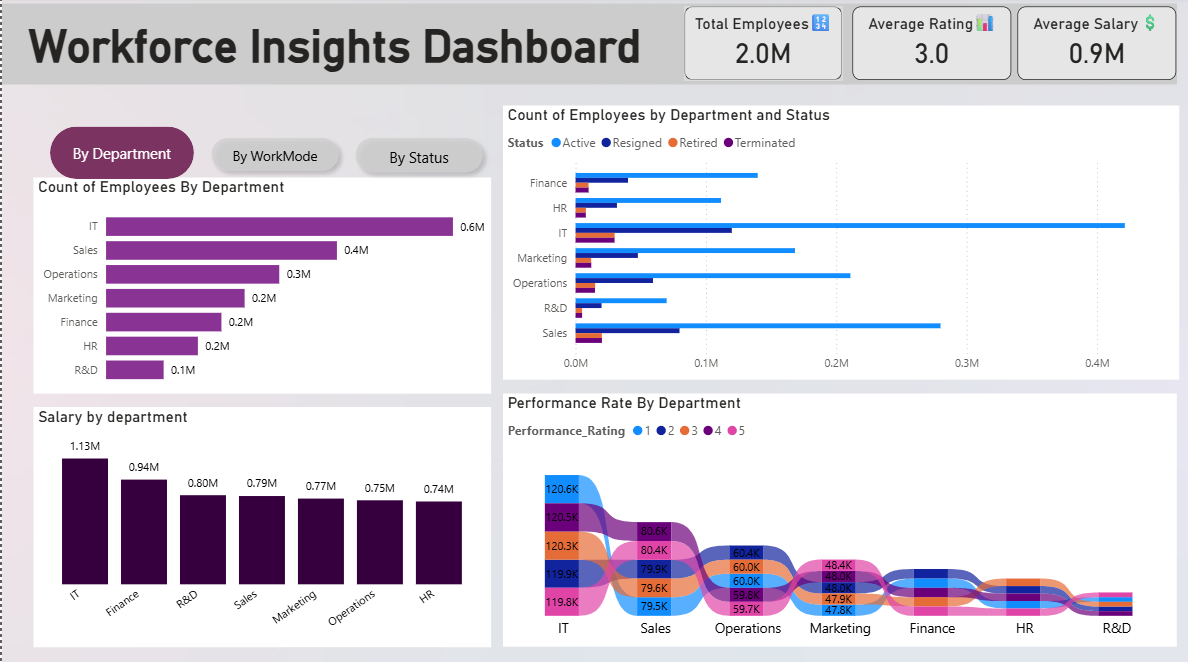 Workforce Insights Dashboard
Total Employees 🔢
2.0M
Average Rating 📊
3.0
Average Salary 💲
0.9M
By Department
By WorkMode
By Status
Count of Employees By Department
IT 0.6M
Sales 0.4M
Operations 0.3M
Marketing 0.2M
Finance 0.2M
HR 0.2M
R&D 0.1M
Count of Employees by Department and Status
Status Active Resigned Retired Terminated
Finance
HR
IT
Marketing
Operations
R&D
Sales
0.0M 0.1M 0.2M 0.3M 0.4M
Salary by department
1.13M 0.94M 0.80M 0.79M 0.77M 0.75M 0.74M
IT Finance R&D Sales Marketing Operations HR
Performance Rate By Department
Performance_Rating 1 2 3 4 5
120.6K
120.5K
120.3K
119.9K
119.8K
80.6K
80.4K
79.9K
79.6K
79.5K
60.4K
60.0K
60.0K
59.8K
59.7K
48.4K
48.0K
48.0K
47.9K
47.8K
IT Sales Operations Marketing Finance HR R&D